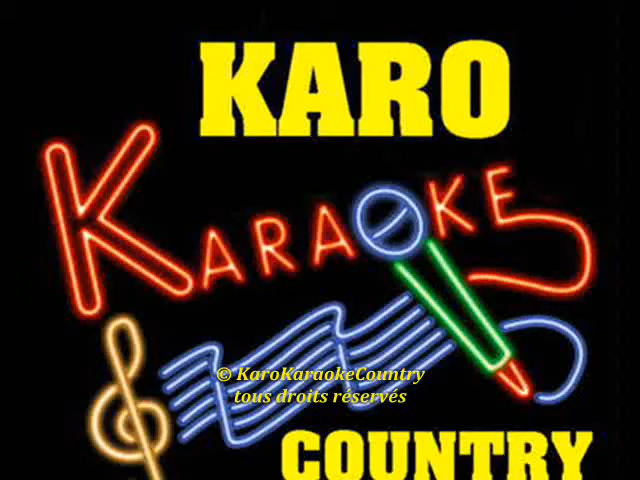 KARO
KARAOKE
© KaroKaraokeCountry
tous droits réservés
COUNTRY